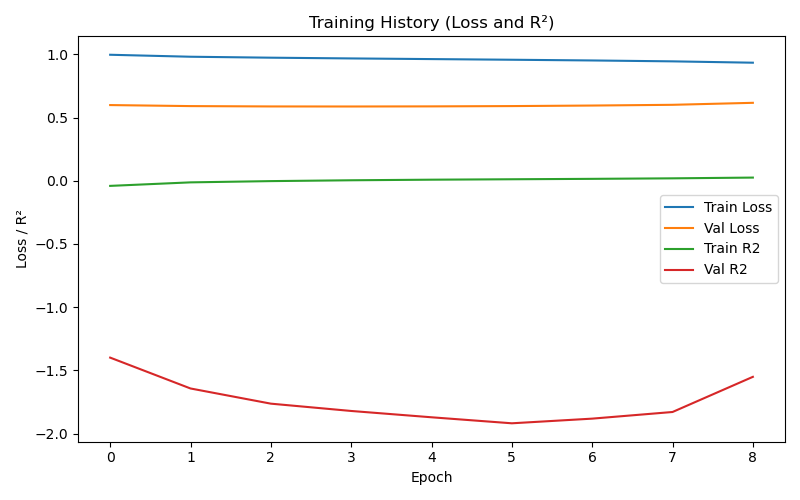 Training History (Loss and R²)
Loss / R²
1.0
0.5
0.0
−0.5
−1.0
−1.5
−2.0
Train Loss
Val Loss
Train R2
Val R2
0 1 2 3 4 5 6 7 8
Epoch